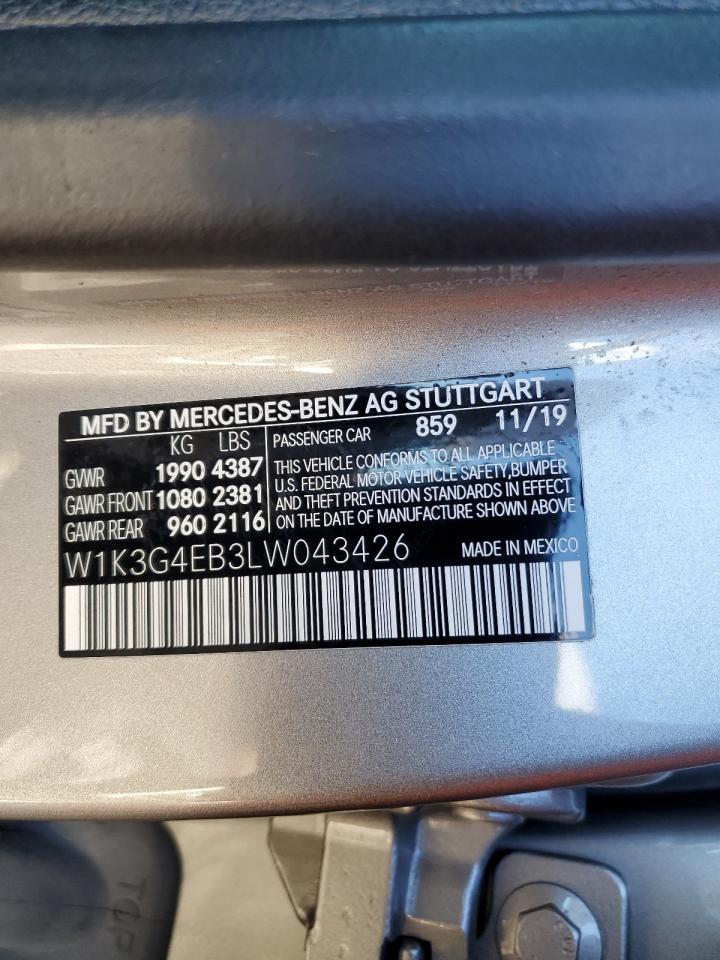 MFD BY MERCEDES-BENZ AG STUTTGART
KG LBS
GVWR 1990 4387
GAWR FRONT 1080 2381
GAWR REAR 960 2116
PASSENGER CAR 859 11/19
THIS VEHICLE CONFORMS TO ALL APPLICABLE
U.S. FEDERAL MOTOR VEHICLE SAFETY, BUMPER
AND THEFT PREVENTION STANDARDS IN EFFECT
ON THE DATE OF MANUFACTURE SHOWN ABOVE
W1K3G4EB3LW043426 MADE IN MEXICO
TOP